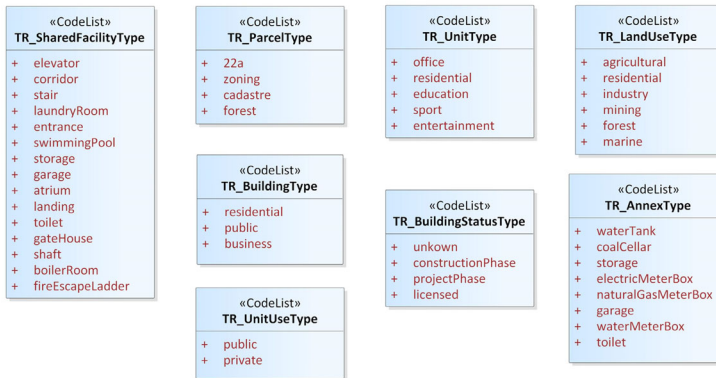 «CodeList»
TR_SharedFacilityType
+ elevator
+ corridor
+ stair
+ laundryRoom
+ entrance
+ swimmingPool
+ storage
+ garage
+ atrium
+ landing
+ toilet
+ gateHouse
+ shaft
+ boilerRoom
+ fireEscapeLadder
«CodeList»
TR_ParcelType
+ 22a
+ zoning
+ cadastre
+ forest
«CodeList»
TR_UnitType
+ office
+ residential
+ education
+ sport
+ entertainment
«CodeList»
TR_LandUseType
+ agricultural
+ residential
+ industry
+ mining
+ forest
+ marine
«CodeList»
TR_BuildingType
+ residential
+ public
+ business
«CodeList»
TR_BuildingStatusType
+ unkown
+ constructionPhase
+ projectPhase
+ licensed
«CodeList»
TR_AnnexType
+ waterTank
+ coalCellar
+ storage
+ electricMeterBox
+ naturalGasMeterBox
+ garage
+ waterMeterBox
+ toilet
«CodeList»
TR_UnitUseType
+ public
+ private